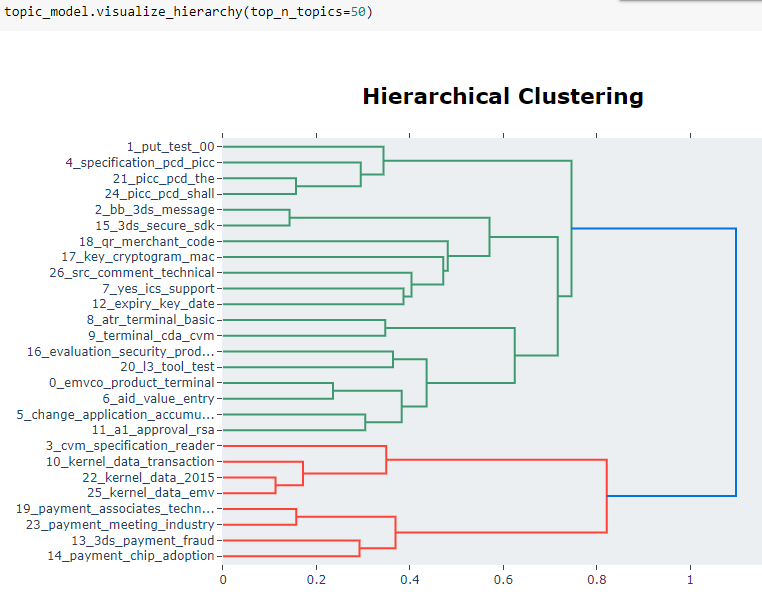 topic_model.visualize_hierarchy(top_n_topics=50)
Hierarchical Clustering
1_put_test_00
4_specification_pcd_picc
21_picc_pcd_the
24_picc_pcd_shall
2_bb_3ds_message
15_3ds_secure_sdk
18_qr_merchant_code
17_key_cryptogram_mac
26_src_comment_technical
7_yes_ics_support
12_expiry_key_date
8_atr_terminal_basic
9_terminal_cda_cvm
16_evaluation_security_prod...
20_l3_tool_test
0_emvco_product_terminal
6_aid_value_entry
5_change_application_accumu...
11_a1_approval_rsa
3_cvm_specification_reader
10_kernel_data_transaction
22_kernel_data_2015
25_kernel_data_emv
19_payment_associates_techn...
23_payment_meeting_industry
13_3ds_payment_fraud
14_payment_chip_adoption
0 0.2 0.4 0.6 0.8 1